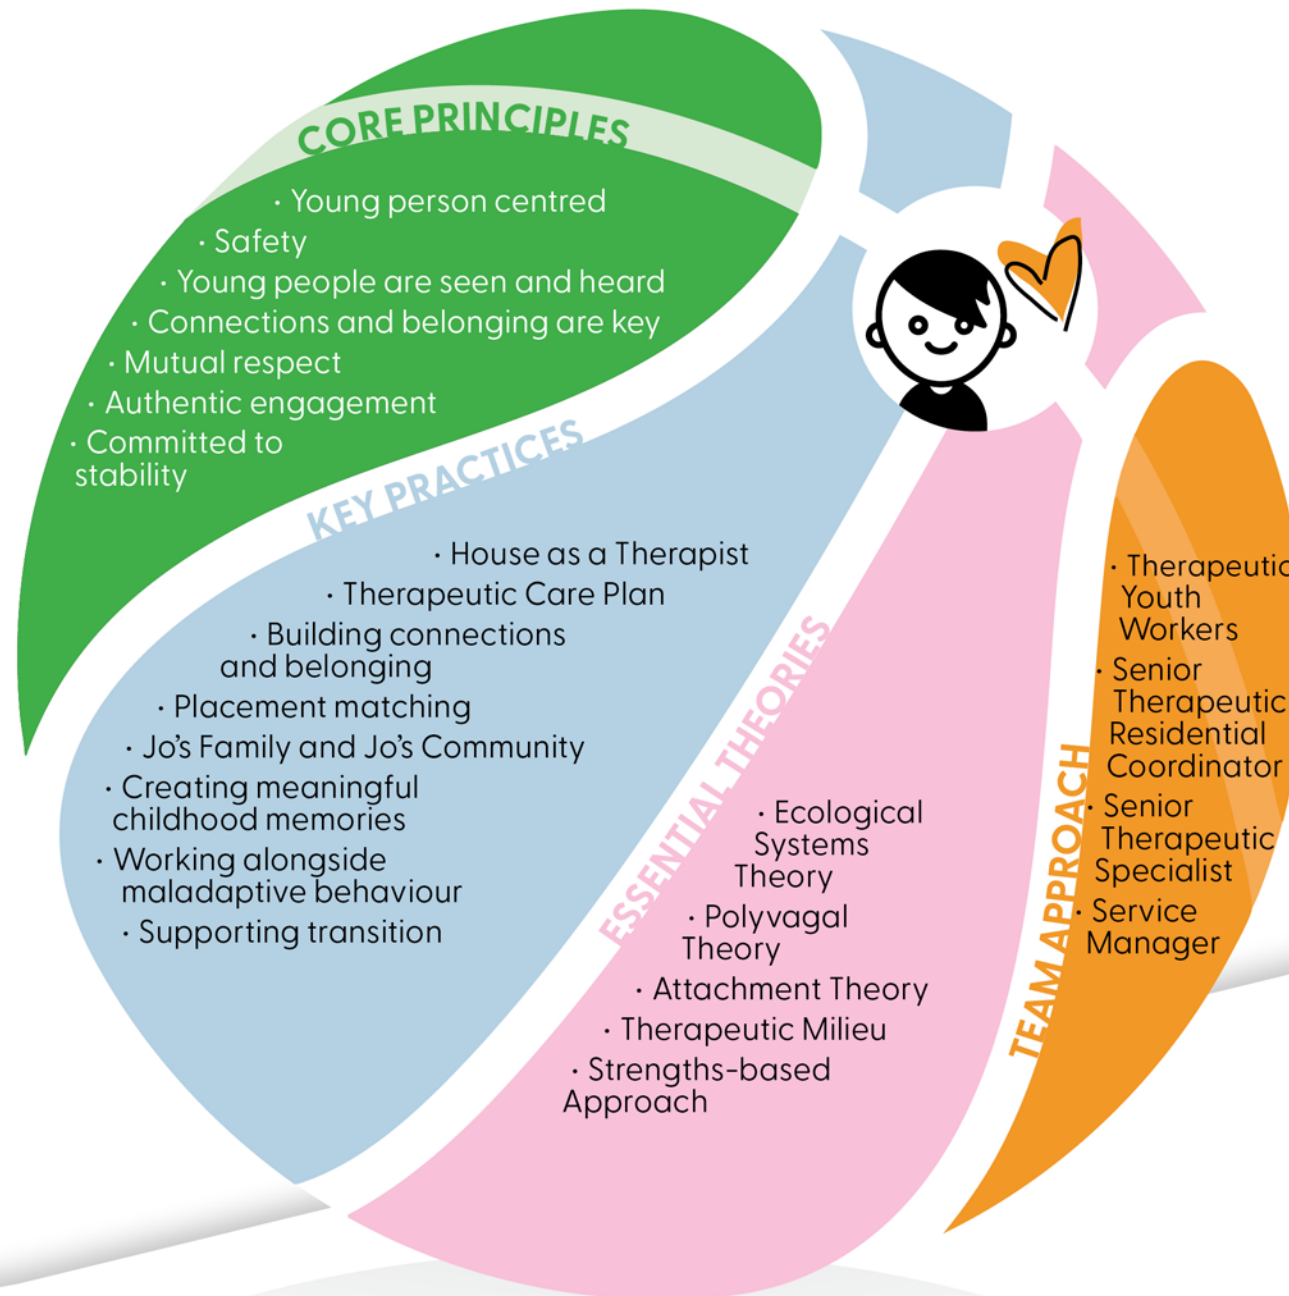 CORE PRINCIPLES
· Young person centred
· Safety
· Young people are seen and heard
· Connections and belonging are key
· Mutual respect
· Authentic engagement
· Committed to
stability
KEY PRACTICES
· House as a Therapist
· Therapeutic Care Plan
· Building connections
and belonging
· Placement matching
· Jo's Family and Jo's Community
· Creating meaningful
childhood memories
· Working alongside
maladaptive behaviour
· Supporting transition
ESSENTIAL THEORIES
· Ecological
Systems
Theory
· Polyvagal
Theory
· Attachment Theory
· Therapeutic Milieu
· Strengths-based
Approach
TEAM APPROACH
· Therapeutic
Youth
Workers
· Senior
Therapeutic
Residential
Coordinator
· Senior
Therapeutic
Specialist
· Service
Manager